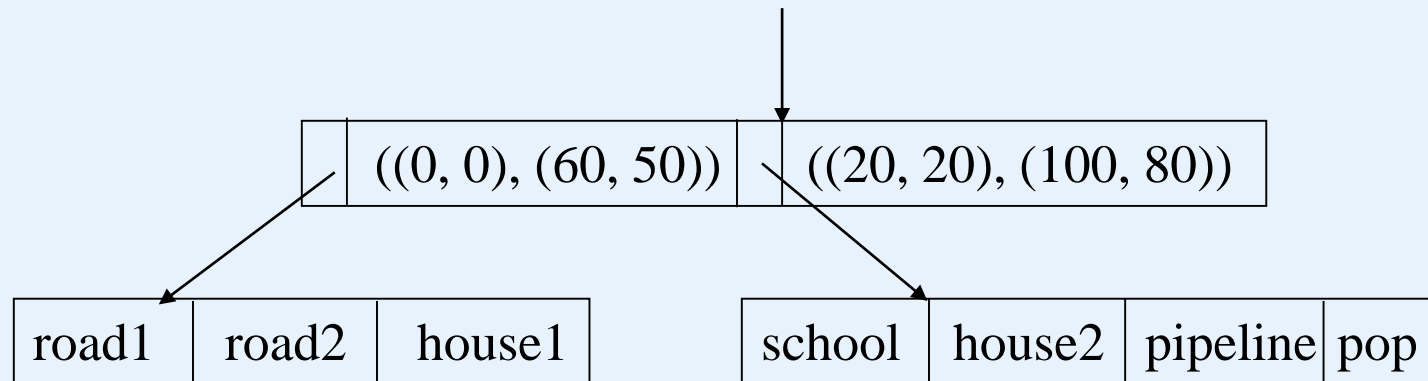 ((0, 0), (60, 50)) ((20, 20), (100, 80))
road1 road2 house1 school house2 pipeline pop